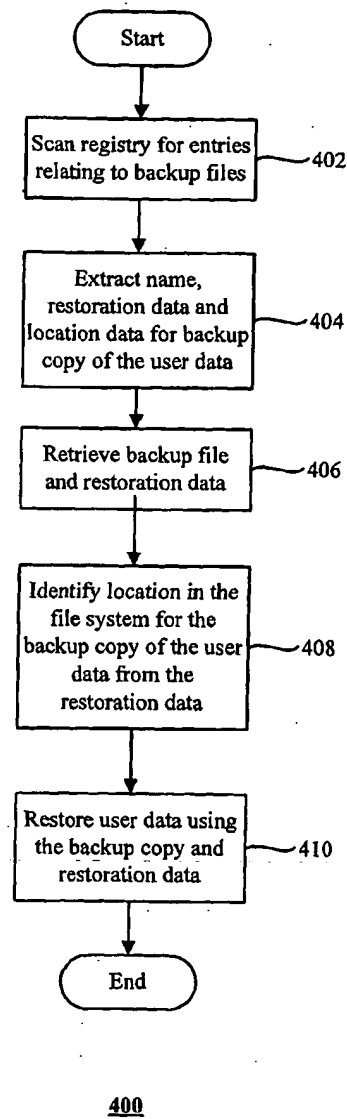 Start
Scan registry for entries
relating to backup files
402
Extract name,
restoration data and
location data for backup
copy of the user data
404
Retrieve backup file
and restoration data
406
Identify location in the
file system for the
backup copy of the user
data from the
restoration data
408
Restore user data using
the backup copy and
restoration data
410
End
400